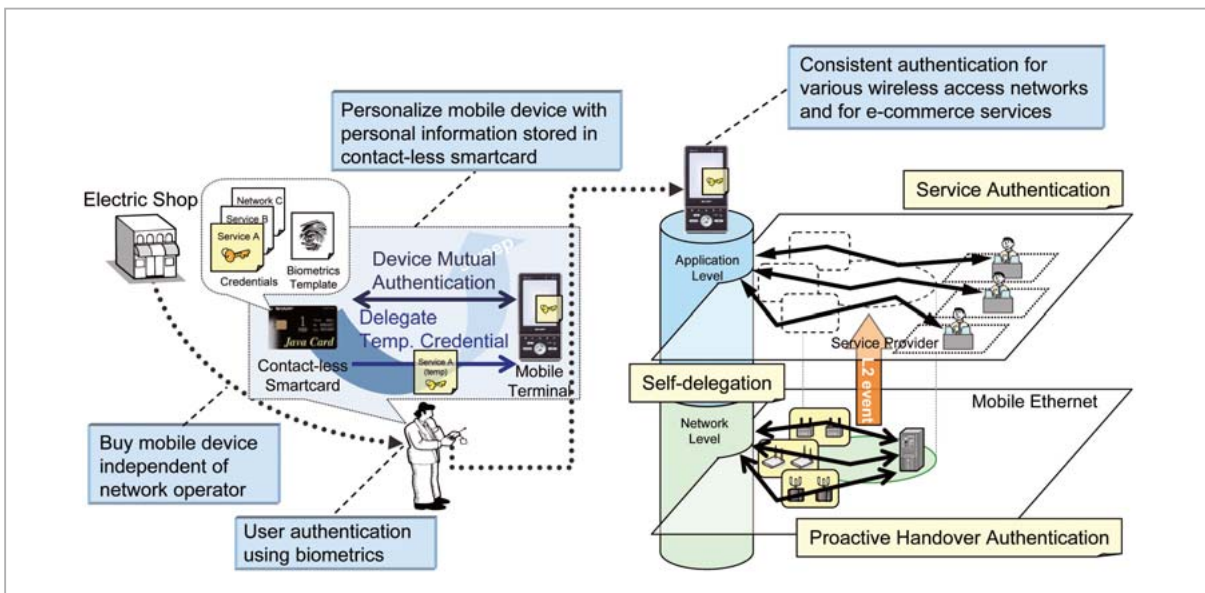 Consistent authentication for
various wireless access networks
and for e-commerce services
Personalize mobile device with
personal information stored in
contact-less smartcard
Electric Shop
Network C
Service B
Service A
Credentials
Biometrics
Template
Device Mutual
Authentication
Delegate
Temp. Credential
Java Card
Contact-less
Smartcard
Service A
(temp)
Mobile
Terminal
Buy mobile device
independent of
network operator
User authentication
using biometrics
Service Authentication
Application
Level
Service Provider
L2 event
Self-delegation
Mobile Ethernet
Network
Level
Proactive Handover Authentication